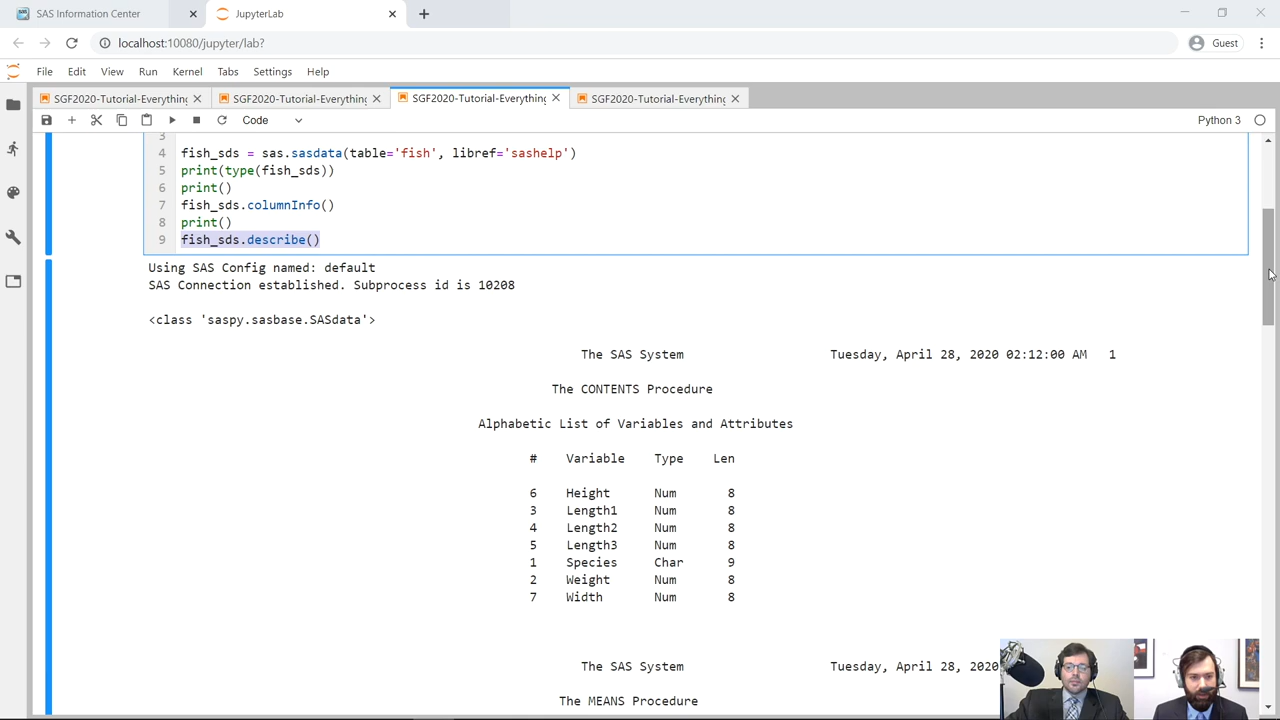 SAS Information Center
JupyterLab
localhost:10080/jupyter/lab?
Guest
File Edit View Run Kernel Tabs Settings Help
SGF2020-Tutorial-Everything SGF2020-Tutorial-Everything SGF2020-Tutorial-Everything SGF2020-Tutorial-Everything
Code Python 3
3
4 fish_sds = sas.sasdata(table='fish', libref='sashelp')
5 print(type(fish_sds))
6 print()
7 fish_sds.columnInfo()
8 print()
9 fish_sds.describe()
Using SAS Config named: default
SAS Connection established. Subprocess id is 10208
<class 'saspy.sasbase.SASdata'>
The SAS System Tuesday, April 28, 2020 02:12:00 AM 1
The CONTENTS Procedure
Alphabetic List of Variables and Attributes
# Variable Type Len
6 Height Num 8
3 Length1 Num 8
4 Length2 Num 8
5 Length3 Num 8
1 Species Char 9
2 Weight Num 8
7 Width Num 8
The SAS System Tuesday, April 28, 2020
The MEANS Procedure